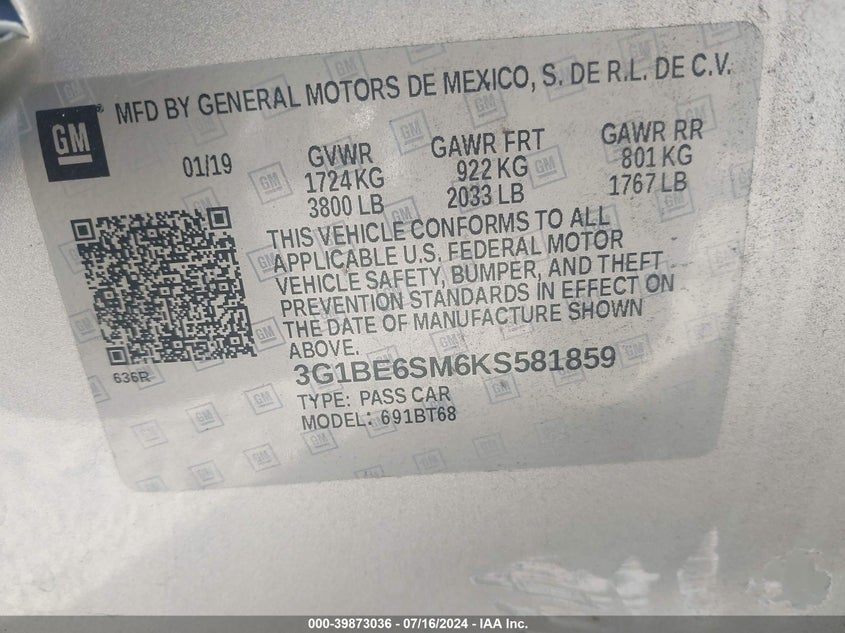 GM
MFD BY GENERAL MOTORS DE MEXICO, S. DE R.L. DE C.V.
01/19
GVWR GAWR FRT GAWR RR
1724 KG 922 KG 801 KG
3800 LB 2033 LB 1767 LB
THIS VEHICLE CONFORMS TO ALL
APPLICABLE U.S. FEDERAL MOTOR
VEHICLE SAFETY, BUMPER, AND THEFT
PREVENTION STANDARDS IN EFFECT ON
THE DATE OF MANUFACTURE SHOWN
ABOVE.
636R
3G1BE6SM6KS581859
TYPE: PASS CAR
MODEL: 691BT68
000-39873036 - 07/16/2024 - IAA Inc.